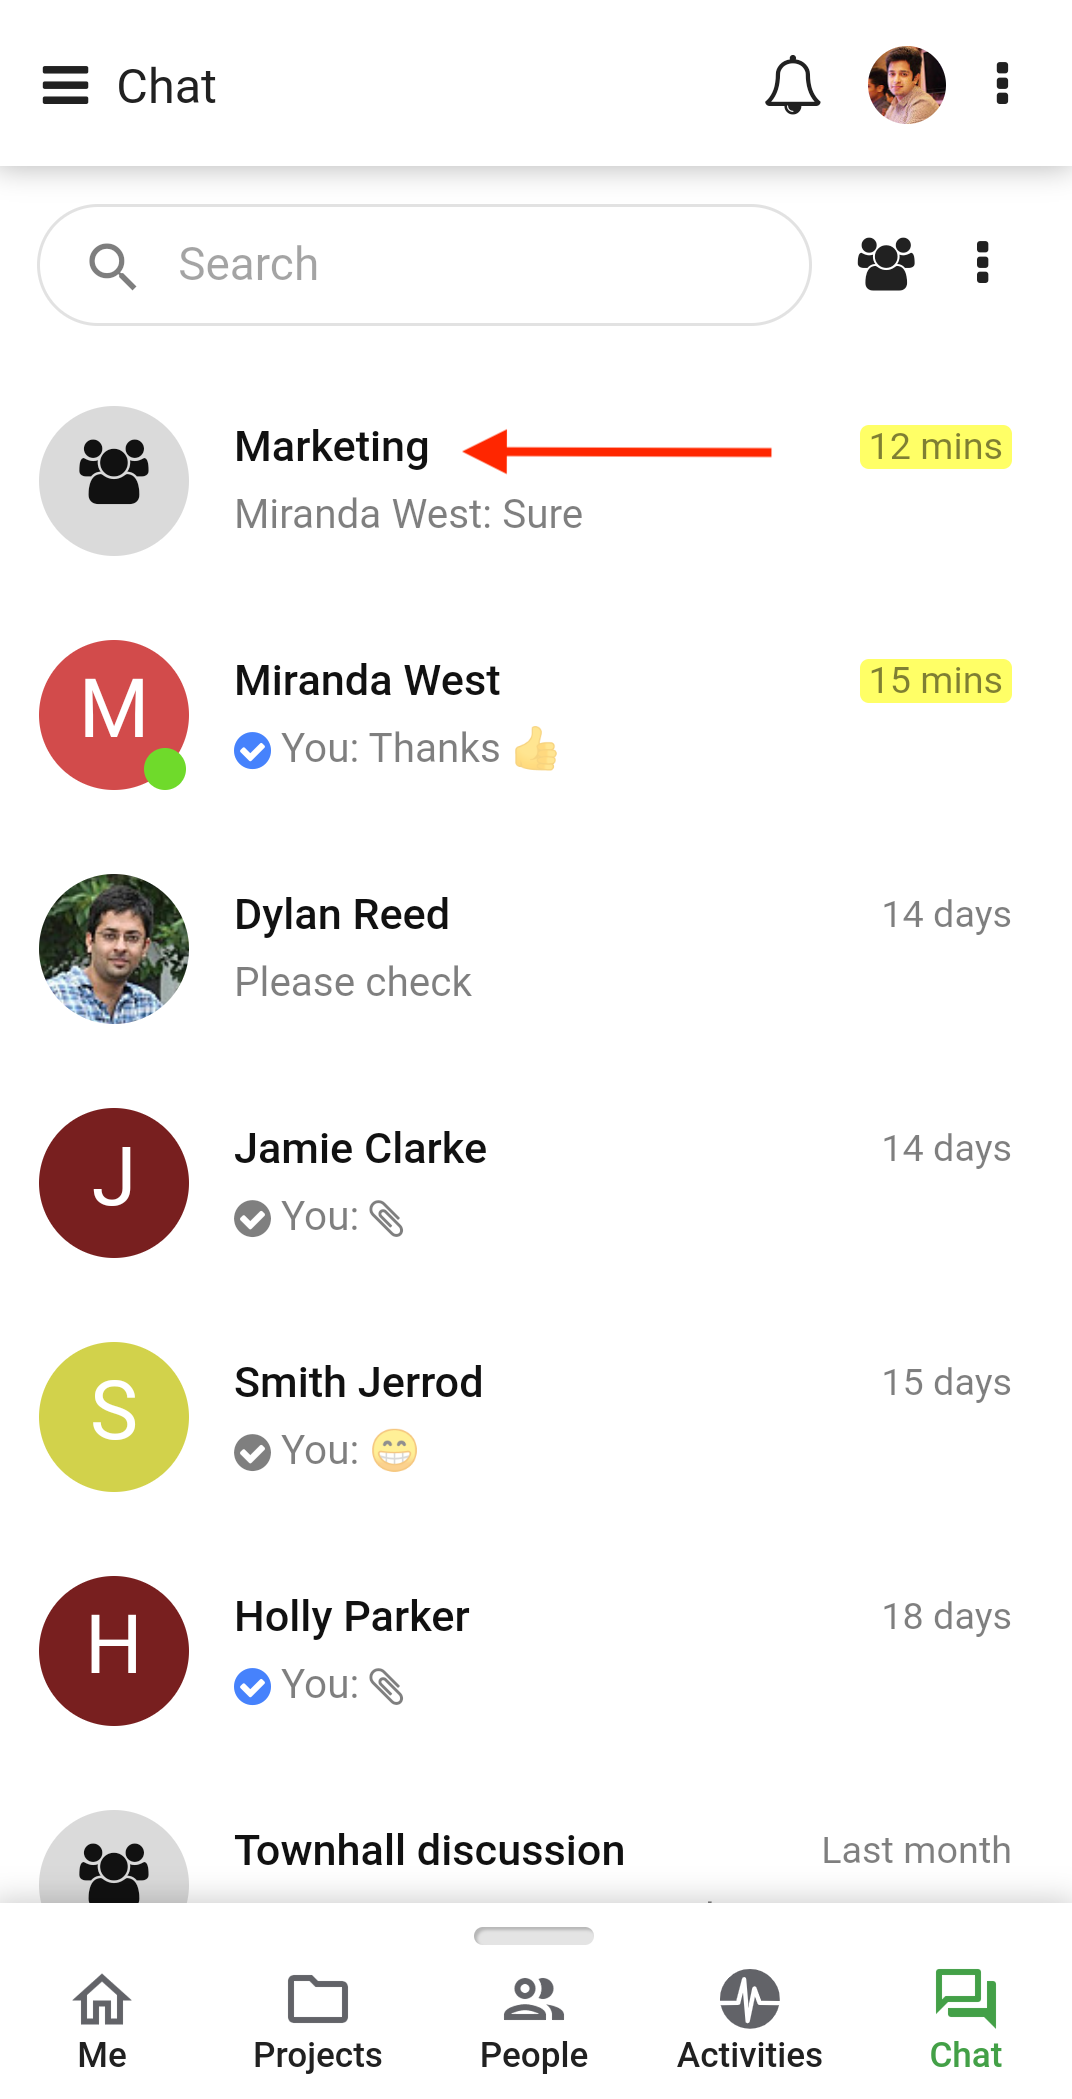 Chat
Search
Marketing 12 mins
Miranda West: Sure
M
Miranda West 15 mins
You: Thanks 👍
Dylan Reed 14 days
Please check
J
Jamie Clarke 14 days
You:
S
Smith Jerrod 15 days
You: 😁
H
Holly Parker 18 days
You:
Townhall discussion Last month
Me Projects People Activities Chat